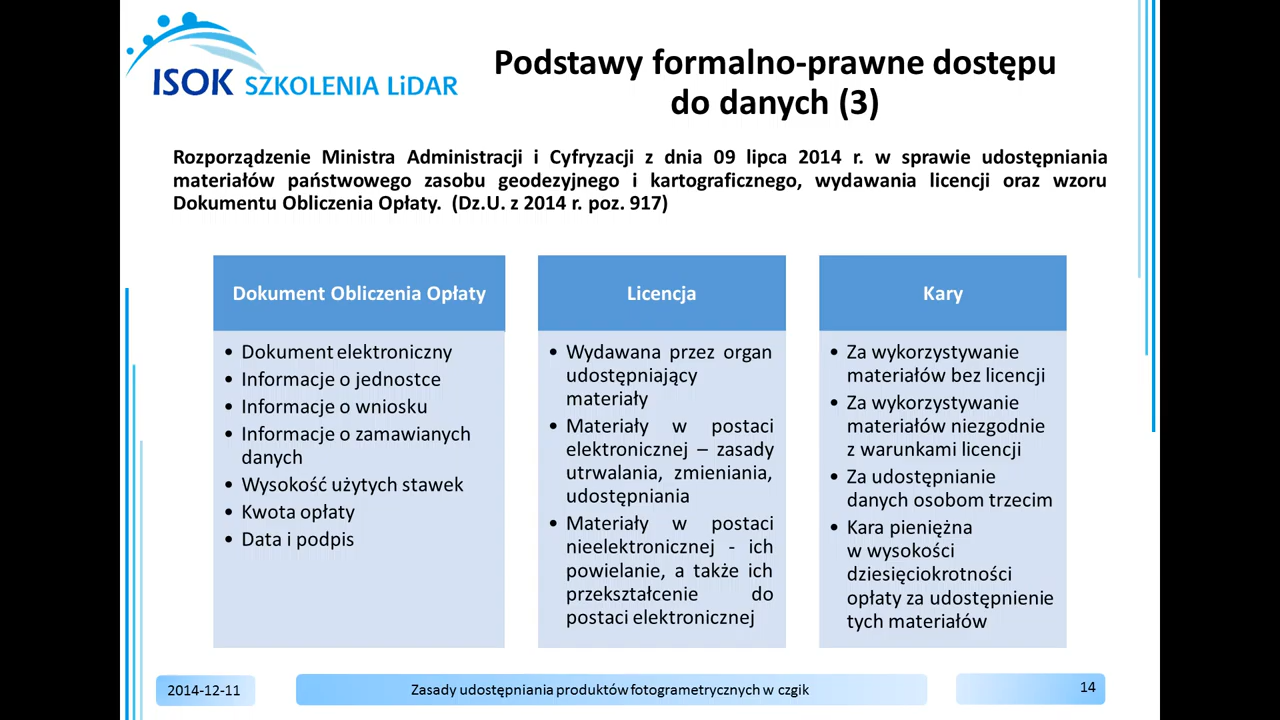 ISOK SZKOLENIA LiDAR
Podstawy formalno-prawne dostępu
do danych (3)
Rozporządzenie Ministra Administracji i Cyfryzacji z dnia 09 lipca 2014 r. w sprawie udostępniania
materiałów państwowego zasobu geodezyjnego i kartograficznego, wydawania licencji oraz wzoru
Dokumentu Obliczenia Opłaty. (Dz.U. z 2014 r. poz. 917)
Dokument Obliczenia Opłaty
• Dokument elektroniczny
• Informacje o jednostce
• Informacje o wniosku
• Informacje o zamawianych
danych
• Wysokość użytych stawek
• Kwota opłaty
• Data i podpis
Licencja
• Wydawana przez organ
udostępniający
materiały
• Materiały w postaci
elektronicznej – zasady
utrwalania, zmieniania,
udostępniania
• Materiały w postaci
nieelektronicznej - ich
powielanie, a także ich
przekształcenie do
postaci elektronicznej
Kary
• Za wykorzystywanie
materiałów bez licencji
• Za wykorzystywanie
materiałów niezgodnie
z warunkami licencji
• Za udostępnianie
danych osobom trzecim
• Kara pieniężna
w wysokości
dziesięciokrotności
opłaty za udostępnienie
tych materiałów
2014-12-11
Zasady udostępniania produktów fotogrametrycznych w czgik
14